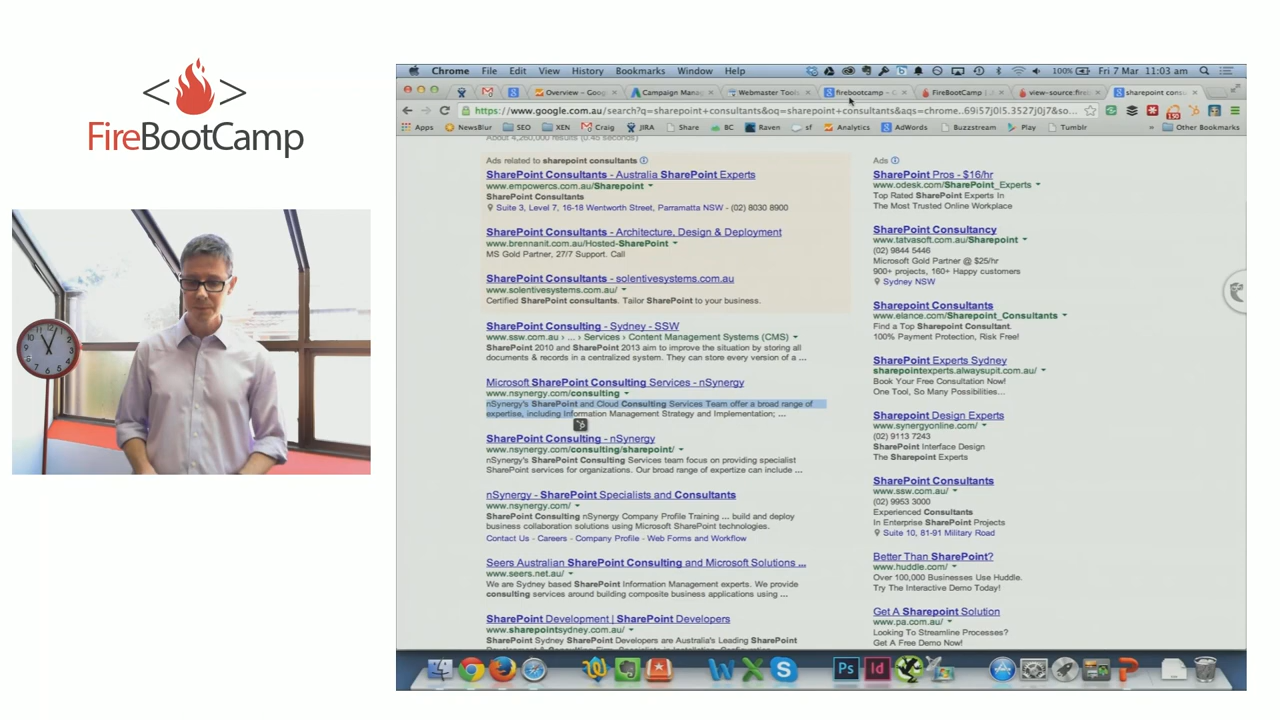 <FireBootCamp>
FireBootCamp
Chrome File Edit View History Bookmarks Window Help
100% Fri 7 Mar 11:03 am
Overview – Goog
Campaign Manag
Webmaster Tools
firebootcamp – G
FireBootCamp |
view-source:fireb
sharepoint consu
https://www.google.com.au/search?q=sharepoint+consultants&oq=sharepoint+consultants&aqs=chrome..69i57j0l5.3527j0j7&so...
Apps NewsBlur SEO XEN Craig JIRA Share BC Raven sf Analytics AdWords Buzzstream Play Tumblr » Other Bookmarks
About 4,260,000 results (0.45 seconds)
Ads related to sharepoint consultants
SharePoint Consultants - Australia SharePoint Experts
www.empowercs.com.au/Sharepoint
SharePoint Consultants
Suite 3, Level 7, 16-18 Wentworth Street, Parramatta NSW - (02) 8030 8900
SharePoint Consultants - Architecture, Design & Deployment
www.brennanit.com.au/Hosted-SharePoint
MS Gold Partner, 27/7 Support. Call
SharePoint Consultants - solentivesystems.com.au
www.solentivesystems.com.au/
Certified SharePoint consultants. Tailor SharePoint to your business.
SharePoint Consulting - Sydney - SSW
www.ssw.com.au › ... › Services › Content Management Systems (CMS)
SharePoint 2010 and SharePoint 2013 aim to improve the situation by storing all
documents & records in a centralized system. They can store every version of a ...
Microsoft SharePoint Consulting Services - nSynergy
www.nsynergy.com/consulting
nSynergy's SharePoint and Cloud Consulting Services Team offer a broad range of
expertise, including Information Management Strategy and Implementation; ...
SharePoint Consulting - nSynergy
www.nsynergy.com/consulting/sharepoint/
nSynergy's SharePoint Consulting Services team focus on providing specialist
SharePoint services for organizations. Our broad range of expertize can include ...
nSynergy - SharePoint Specialists and Consultants
www.nsynergy.com/
SharePoint Consulting nSynergy Company Profile Training ... build and deploy
business collaboration solutions using Microsoft SharePoint technologies.
Contact Us - Careers - Company Profile - Web Forms and Workflow
Seers Australian SharePoint Consulting and Microsoft Solutions ...
www.seers.net.au/
We are Sydney based SharePoint Information Management experts. We provide
consulting services around building composite business applications using ...
SharePoint Development | SharePoint Developers
www.sharepointsydney.com.au/
SharePoint Sydney SharePoint Developers are Australia's Leading SharePoint
Ads
SharePoint Pros - $16/hr
www.odesk.com/SharePoint_Experts
Top Rated SharePoint Experts In
The Most Trusted Online Workplace
SharePoint Consultancy
www.tatvasoft.com.au/Sharepoint
(02) 9844 5446
Microsoft Gold Partner @ $25/hr
900+ projects, 160+ Happy customers
Sydney NSW
Sharepoint Consultants
www.elance.com/Sharepoint_Consultants
Find a Top Sharepoint Consultant.
100% Payment Protection, Risk Free!
SharePoint Experts Sydney
sharepointexperts.alwaysupit.com.au/
Book Your Free Consultation Now!
One Tool, So Many Possibilities...
Sharepoint Design Experts
www.synergyonline.com/
(02) 9113 7243
SharePoint Interface Design
The Sharepoint Experts
SharePoint Consultants
www.ssw.com.au/
(02) 9953 3000
Experienced Consultants
In Enterprise SharePoint Projects
Suite 10, 81-91 Military Road
Better Than SharePoint?
www.huddle.com/
Over 100,000 Businesses Use Huddle.
Try The Interactive Demo Today!
Get A Sharepoint Solution
www.pa.com.au/
Looking To Streamline Processes?
Get A Free Demo Now!